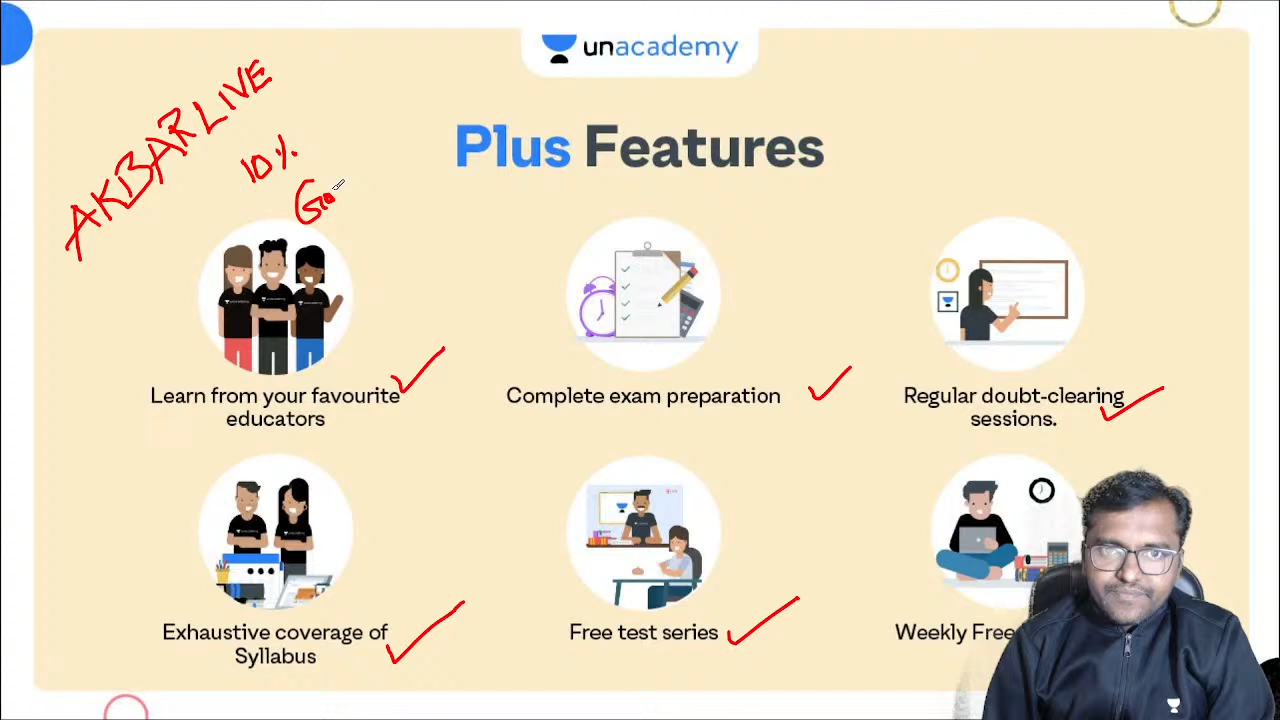 unacademy
Plus Features
AKBARLIVE
10%
Learn from your favourite
educators
Complete exam preparation
Regular doubt-clearing
sessions.
Exhaustive coverage of
Syllabus
Free test series
Weekly Free